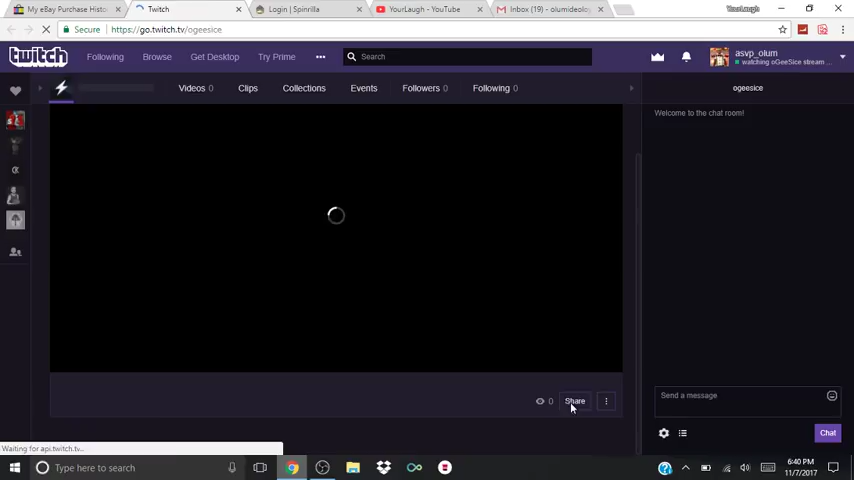 My eBay Purchase Histo
Twitch
Login | Spinrilla
YourLaugh - YouTube
Inbox (19) - olumideolog
YourLaugh
Secure
https://go.twitch.tv/ogeesice
twitch
Following
Browse
Get Desktop
Try Prime
Search
asvp_olum
watching oGeeSice stream ...
Videos 0
Clips
Collections
Events
Followers 0
Following 0
ogeesice
Welcome to the chat room!
0
Share
Send a message
Chat
Waiting for api.twitch.tv...
Type here to search
6:40 PM
11/7/2017